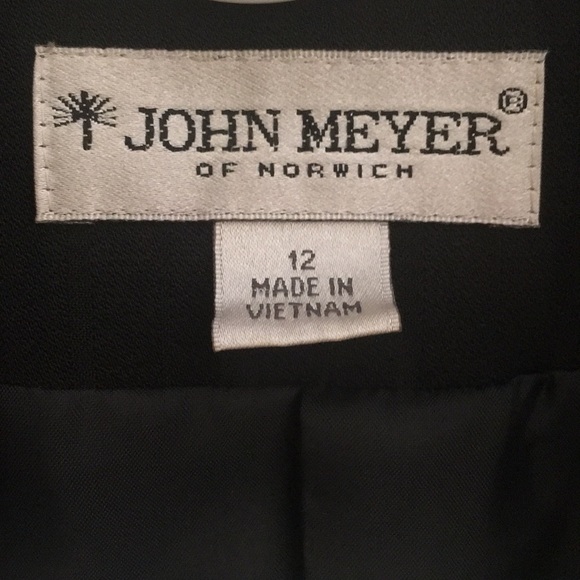 JOHN MEYER®
OF NORWICH
12
MADE IN
VIETNAM